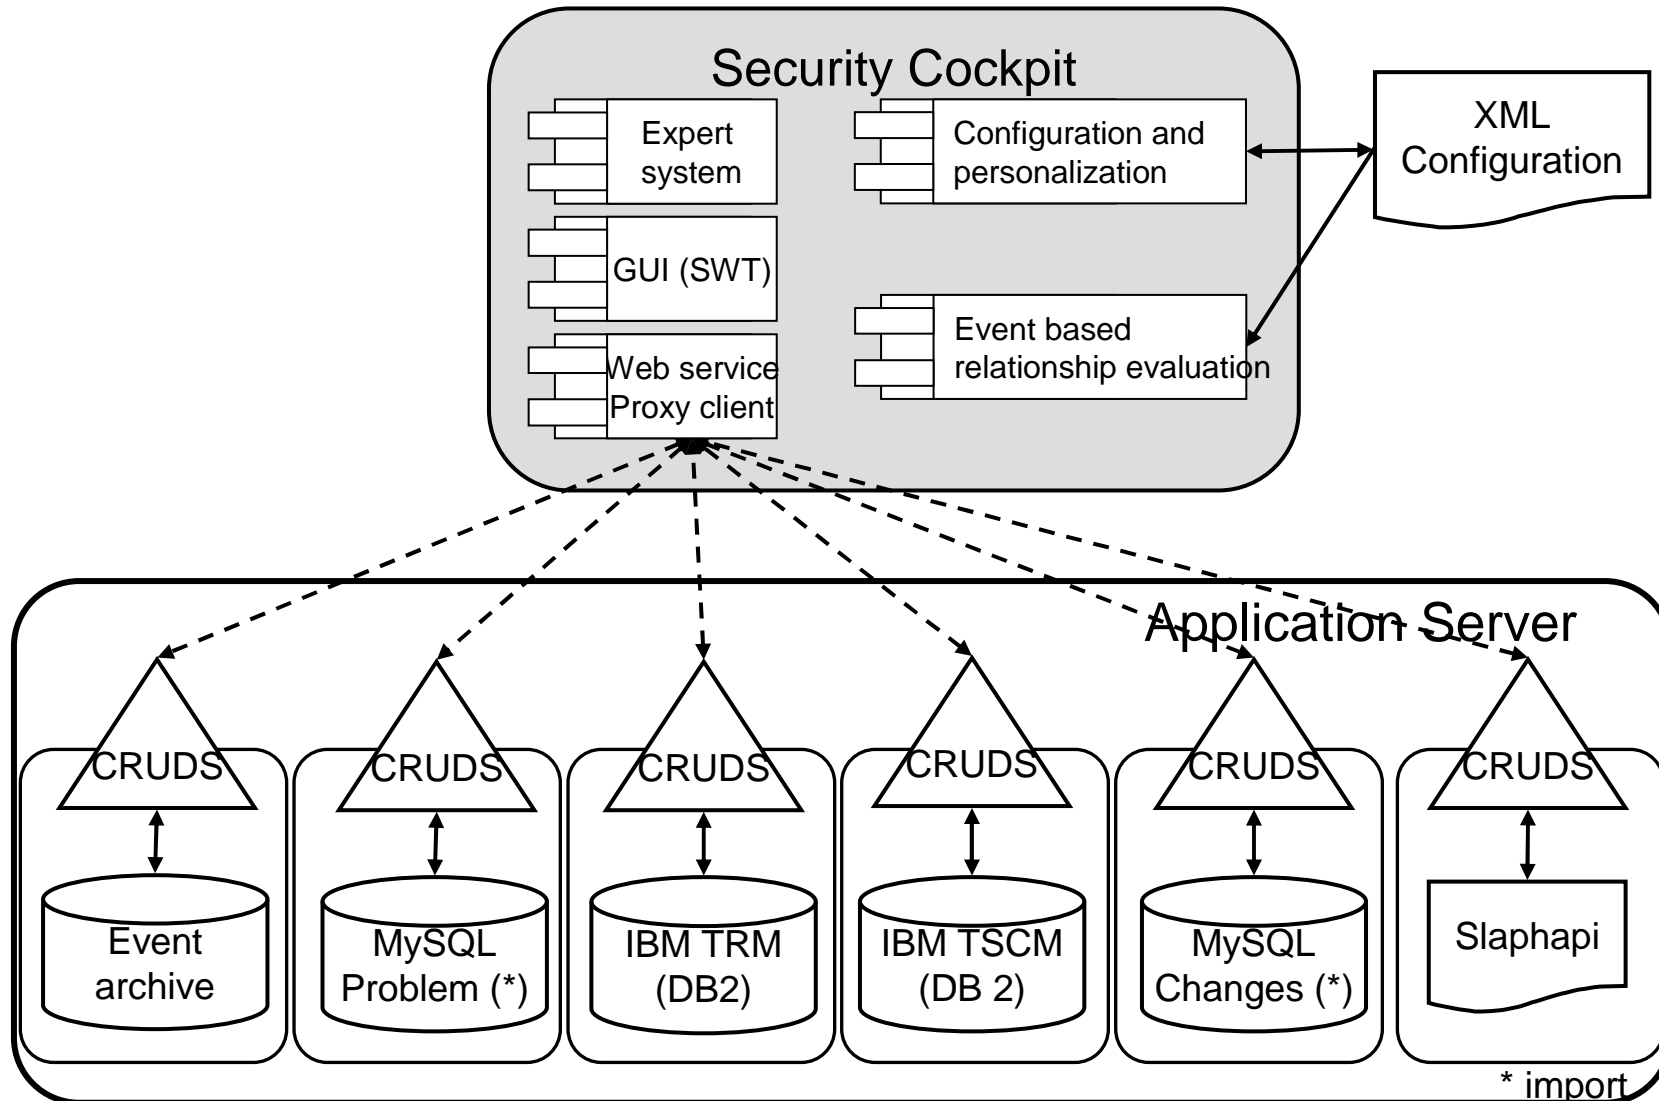 Security Cockpit
Expert
system
GUI (SWT)
Web service
Proxy client
Configuration and
personalization
Event based
relationship evaluation
XML
Configuration
Application Server
CRUDS
CRUDS
CRUDS
CRUDS
CRUDS
CRUDS
Event
archive
MySQL
Problem (*)
IBM TRM
(DB2)
IBM TSCM
(DB 2)
MySQL
Changes (*)
Slaphapi
* import